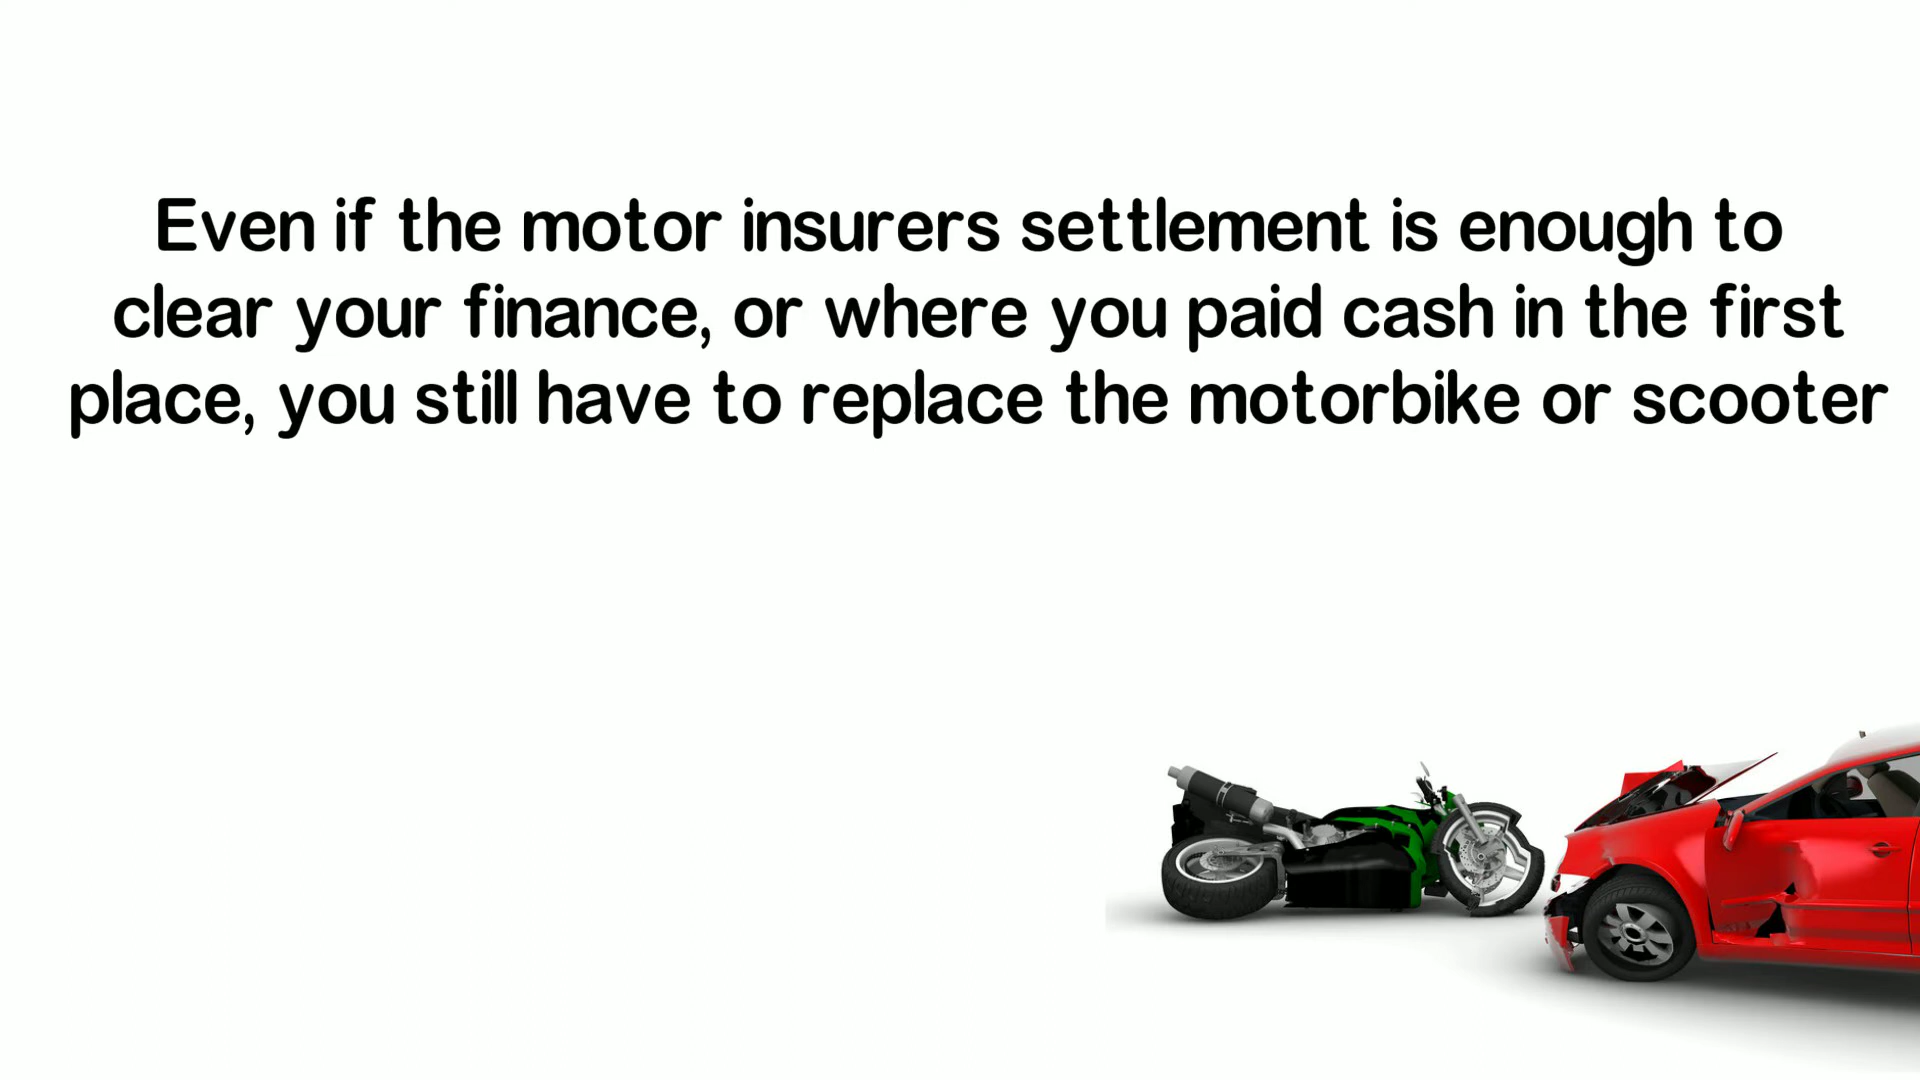 Even if the motor insurers settlement is enough to
clear your finance, or where you paid cash in the first
place, you still have to replace the motorbike or scooter